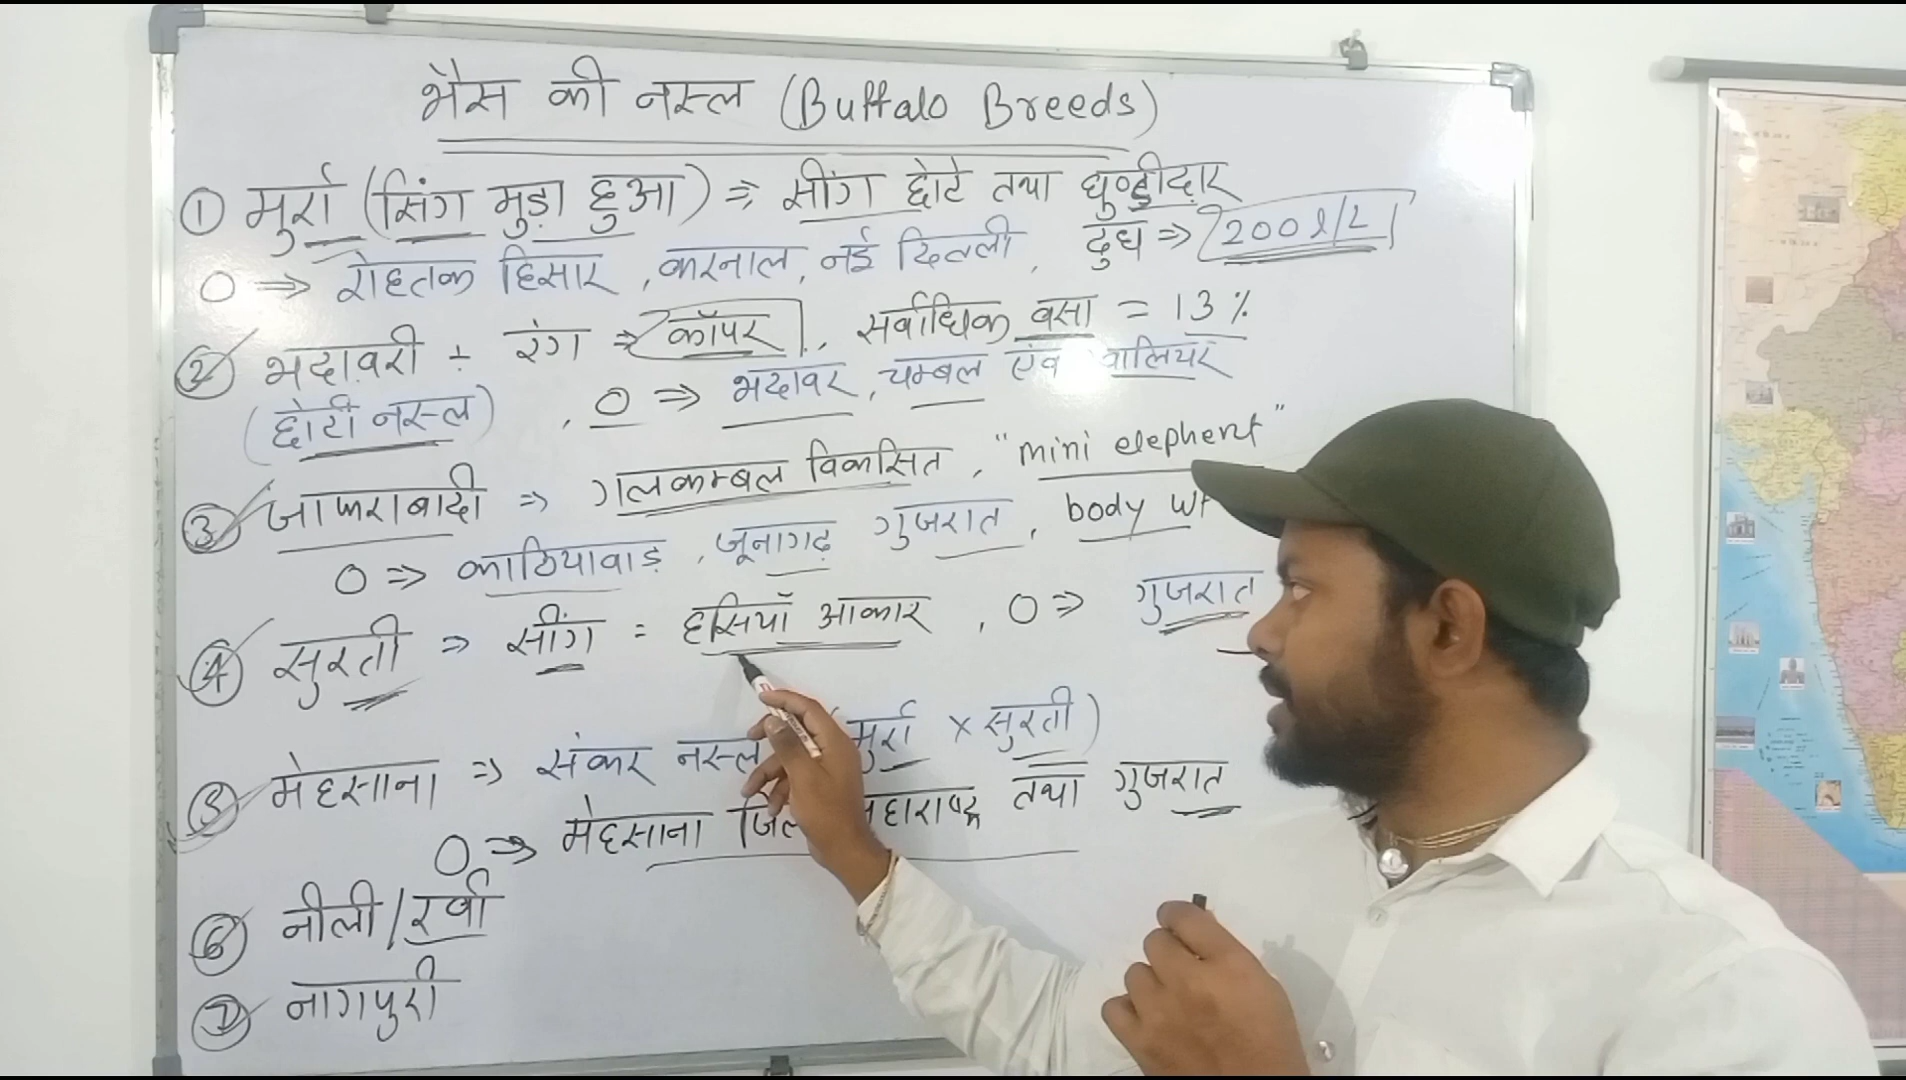 भैस की नस्ल (Buffalo Breeds)
① मुर्रा (सिंग मुड़ा हुआ) ⇒ सींग छोटे तथा घुण्डीदार
O ⇒ रोहतक हिसार, करनाल, नई दिल्ली, दुध ⇒
② भदावरी ÷ रंग ⇒ कॉपर, सर्वाधिक वसा = 13%
(छोटी नस्ल), O ⇒ भदावर, चम्बल एंव ग्वालियर
③ जाफराबादी ⇒ गलकम्बल विकसित, "mini elephent"
O ⇒ काठियावाड़, जूनागढ़ गुजरात, body wt
④ सुरती ⇒ सींग = हसियाँ आकार, O ⇒ गुजरात
⑤ मेहसाना ⇒ संकर नस्ल (मुर्रा × सुरती)
O ⇒ मेहसाना तथा गुजरात
⑥ नीली/रवी
⑦ नागपुरी